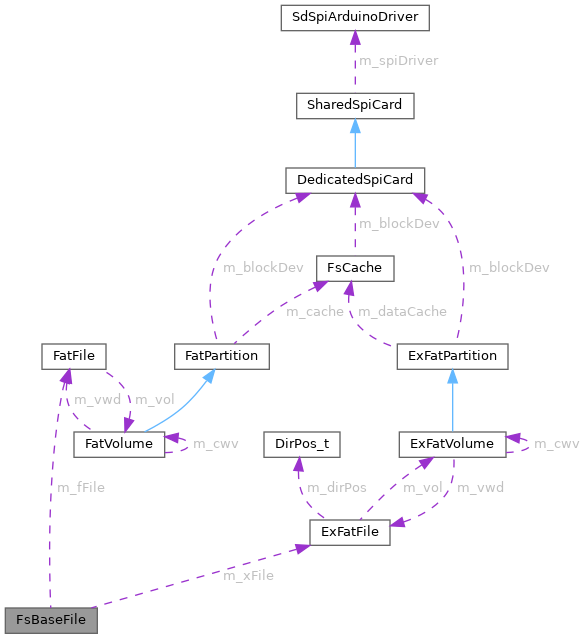 SdSpiArduinoDriver
m_spiDriver
SharedSpiCard
DedicatedSpiCard
m_blockDev
FsCache
m_blockDev
m_blockDev
m_cache
m_dataCache
FatFile
FatPartition
ExFatPartition
m_vwd
m_vol
FatVolume
m_cwv
DirPos_t
ExFatVolume
m_cwv
m_fFile
m_dirPos
m_vol
m_vwd
ExFatFile
m_xFile
FsBaseFile